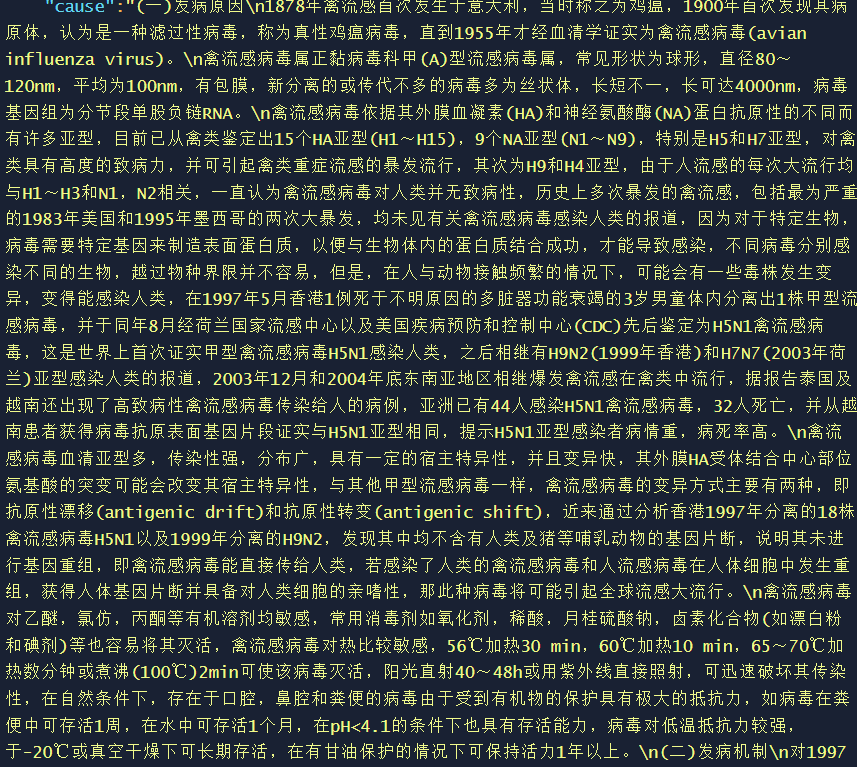 "cause":"(一)发病原因\n1878年禽流感首次发生于意大利，当时称之为鸡瘟，1900年首次发现其病
原体，认为是一种滤过性病毒，称为真性鸡瘟病毒，直到1955年才经血清学证实为禽流感病毒(avian
influenza virus)。\n禽流感病毒属正黏病毒科甲(A)型流感病毒属，常见形状为球形，直径80～
120nm，平均为100nm，有包膜，新分离的或传代不多的病毒多为丝状体，长短不一，长可达4000nm，病毒
基因组为分节段单股负链RNA。\n禽流感病毒依据其外膜血凝素(HA)和神经氨酸酶(NA)蛋白抗原性的不同而
有许多亚型，目前已从禽类鉴定出15个HA亚型(H1～H15)，9个NA亚型(N1～N9)，特别是H5和H7亚型，对禽
类具有高度的致病力，并可引起禽类重症流感的暴发流行，其次为H9和H4亚型，由于人流感的每次大流行均
与H1～H3和N1，N2相关，一直认为禽流感病毒对人类并无致病性，历史上多次暴发的禽流感，包括最为严重
的1983年美国和1995年墨西哥的两次大暴发，均未见有关禽流感病毒感染人类的报道，因为对于特定生物，
病毒需要特定基因来制造表面蛋白质，以便与生物体内的蛋白质结合成功，才能导致感染，不同病毒分别感
染不同的生物，越过物种界限并不容易，但是，在人与动物接触频繁的情况下，可能会有一些毒株发生变
异，变得能感染人类，在1997年5月香港1例死于不明原因的多脏器功能衰竭的3岁男童体内分离出1株甲型流
感病毒，并于同年8月经荷兰国家流感中心以及美国疾病预防和控制中心(CDC)先后鉴定为H5N1禽流感病
毒，这是世界上首次证实甲型禽流感病毒H5N1感染人类，之后相继有H9N2(1999年香港)和H7N7(2003年荷
兰)亚型感染人类的报道，2003年12月和2004年底东南亚地区相继爆发禽流感在禽类中流行，据报告泰国及
越南还出现了高致病性禽流感病毒传染给人的病例，亚洲已有44人感染H5N1禽流感病毒，32人死亡，并从越
南患者获得病毒抗原表面基因片段证实与H5N1亚型相同，提示H5N1亚型感染者病情重，病死率高。\n禽流
感病毒血清亚型多，传染性强，分布广，具有一定的宿主特异性，并且变异快，其外膜HA受体结合中心部位
氨基酸的突变可能会改变其宿主特异性，与其他甲型流感病毒一样，禽流感病毒的变异方式主要有两种，即
抗原性漂移(antigenic drift)和抗原性转变(antigenic shift)，近来通过分析香港1997年分离的18株
禽流感病毒H5N1以及1999年分离的H9N2，发现其中均不含有人类及猪等哺乳动物的基因片断，说明其未进
行基因重组，即禽流感病毒能直接传给人类，若感染了人类的禽流感病毒和人流感病毒在人体细胞中发生重
组，获得人体基因片断并具备对人类细胞的亲嗜性，那此种病毒将可能引起全球流感大流行。\n禽流感病毒
对乙醚，氯仿，丙酮等有机溶剂均敏感，常用消毒剂如氧化剂，稀酸，月桂硫酸钠，卤素化合物(如漂白粉
和碘剂)等也容易将其灭活，禽流感病毒对热比较敏感，56℃加热30 min，60℃加热10 min，65～70℃加
热数分钟或煮沸(100℃)2min可使该病毒灭活，阳光直射40～48h或用紫外线直接照射，可迅速破坏其传染
性，在自然条件下，存在于口腔，鼻腔和粪便的病毒由于受到有机物的保护具有极大的抵抗力，如病毒在粪
便中可存活1周，在水中可存活1个月，在pH<4.1的条件下也具有存活能力，病毒对低温抵抗力较强，
于-20℃或真空干燥下可长期存活，在有甘油保护的情况下可保持活力1年以上。\n(二)发病机制\n对1997